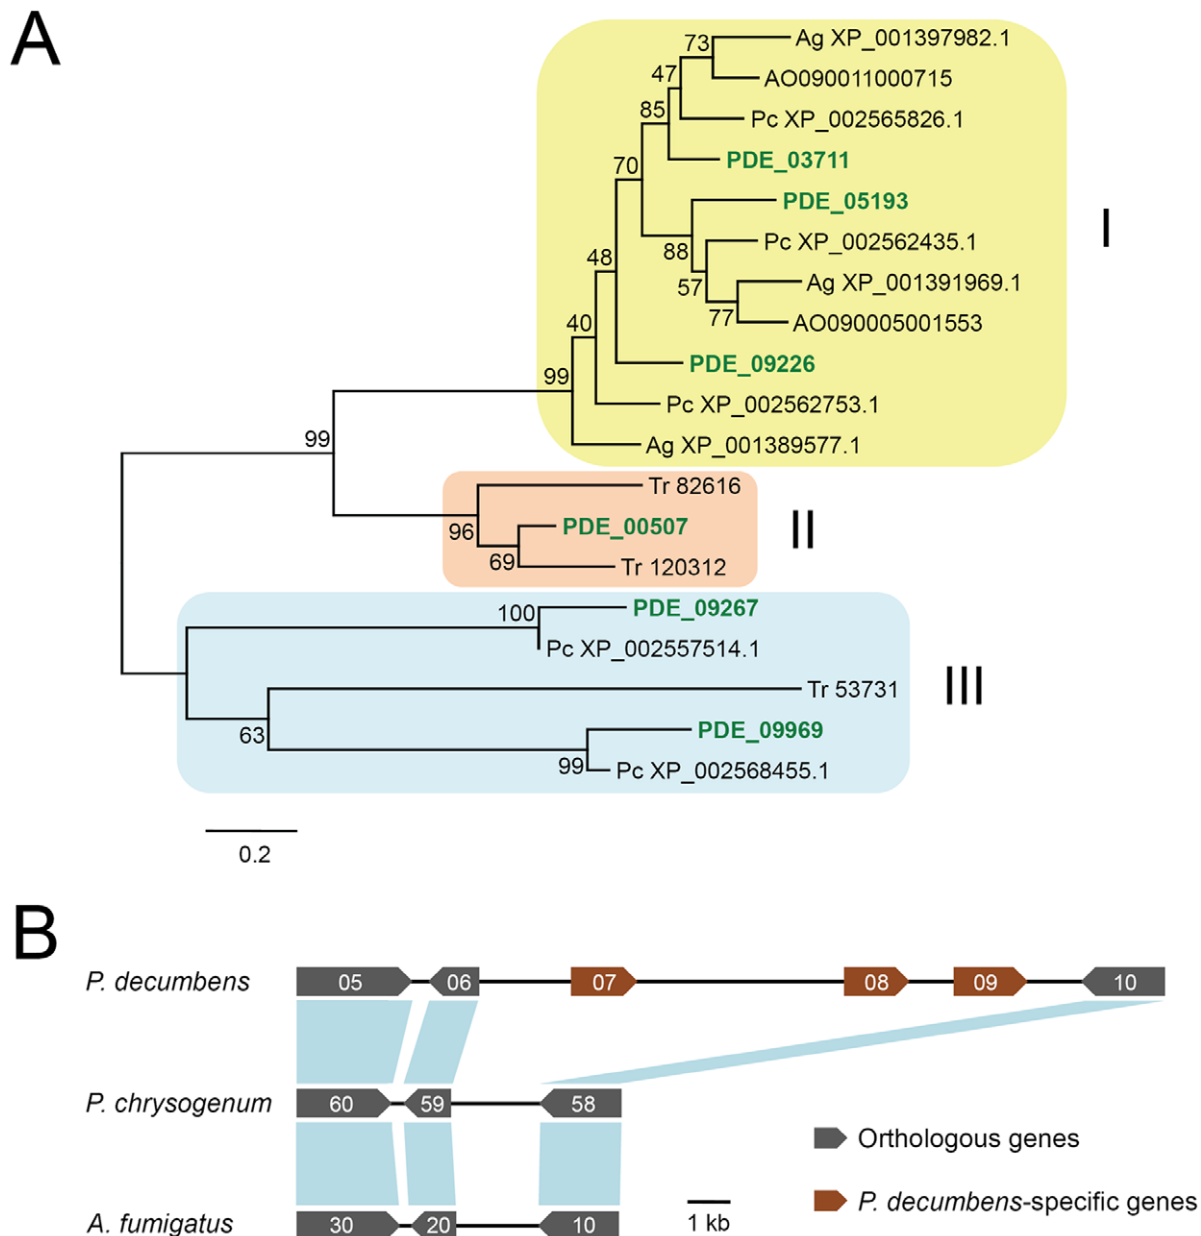 A
73
Ag XP_001397982.1
47
AO090011000715
85
Pc XP_002565826.1
PDE_03711
70
PDE_05193
I
88
Pc XP_002562435.1
48
57
Ag XP_001391969.1
77
AO090005001553
40
PDE_09226
99
Pc XP_002562753.1
99
Ag XP_001389577.1
Tr 82616
96
PDE_00507
II
69
Tr 120312
100
PDE_09267
Pc XP_002557514.1
Tr 53731
III
63
PDE_09969
99
Pc XP_002568455.1
0.2
B
P. decumbens 05 06 07 08 09 10
P. chrysogenum 60 59 58
Orthologous genes
P. decumbens-specific genes
1 kb
A. fumigatus 30 20 10